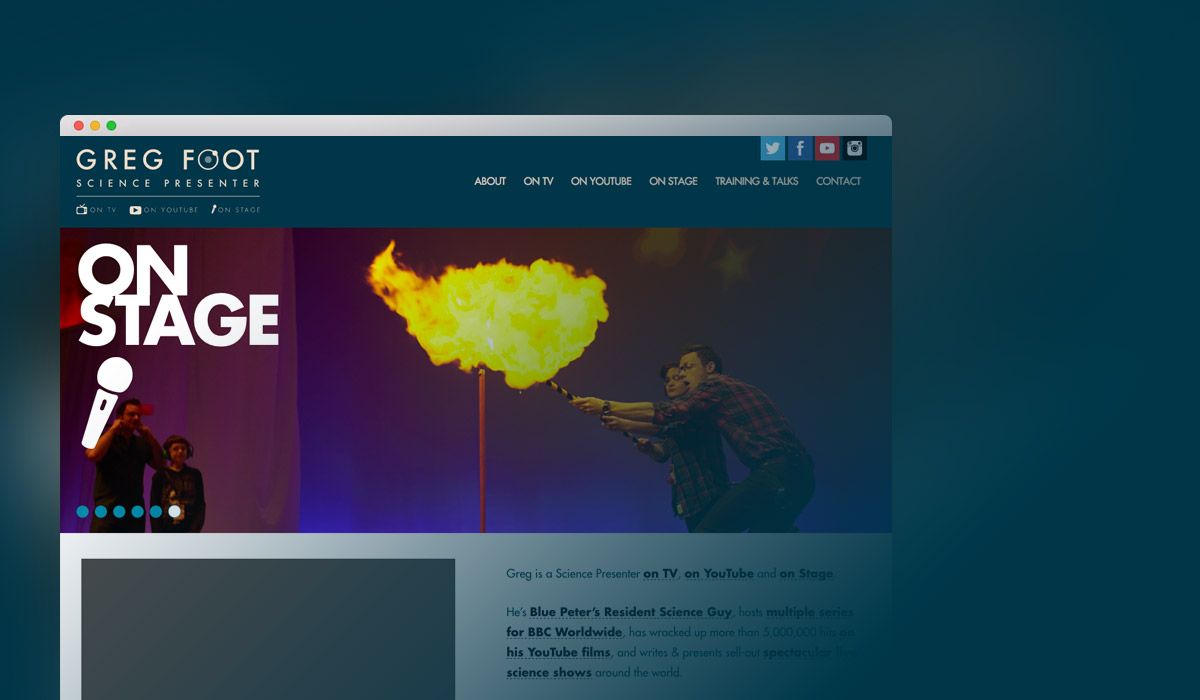 GREG FOOT
SCIENCE PRESENTER
ON TV ON YOUTUBE ON STAGE
ABOUT ON TV ON YOUTUBE ON STAGE TRAINING & TALKS CONTACT
ON
STAGE
Greg is a Science Presenter on TV, on YouTube and on Stage.
He's Blue Peter's Resident Science Guy, hosts multiple series
for BBC Worldwide, has wracked up more than 5,000,000 hits on
his YouTube films, and writes & presents sell-out spectacular live
science shows around the world.